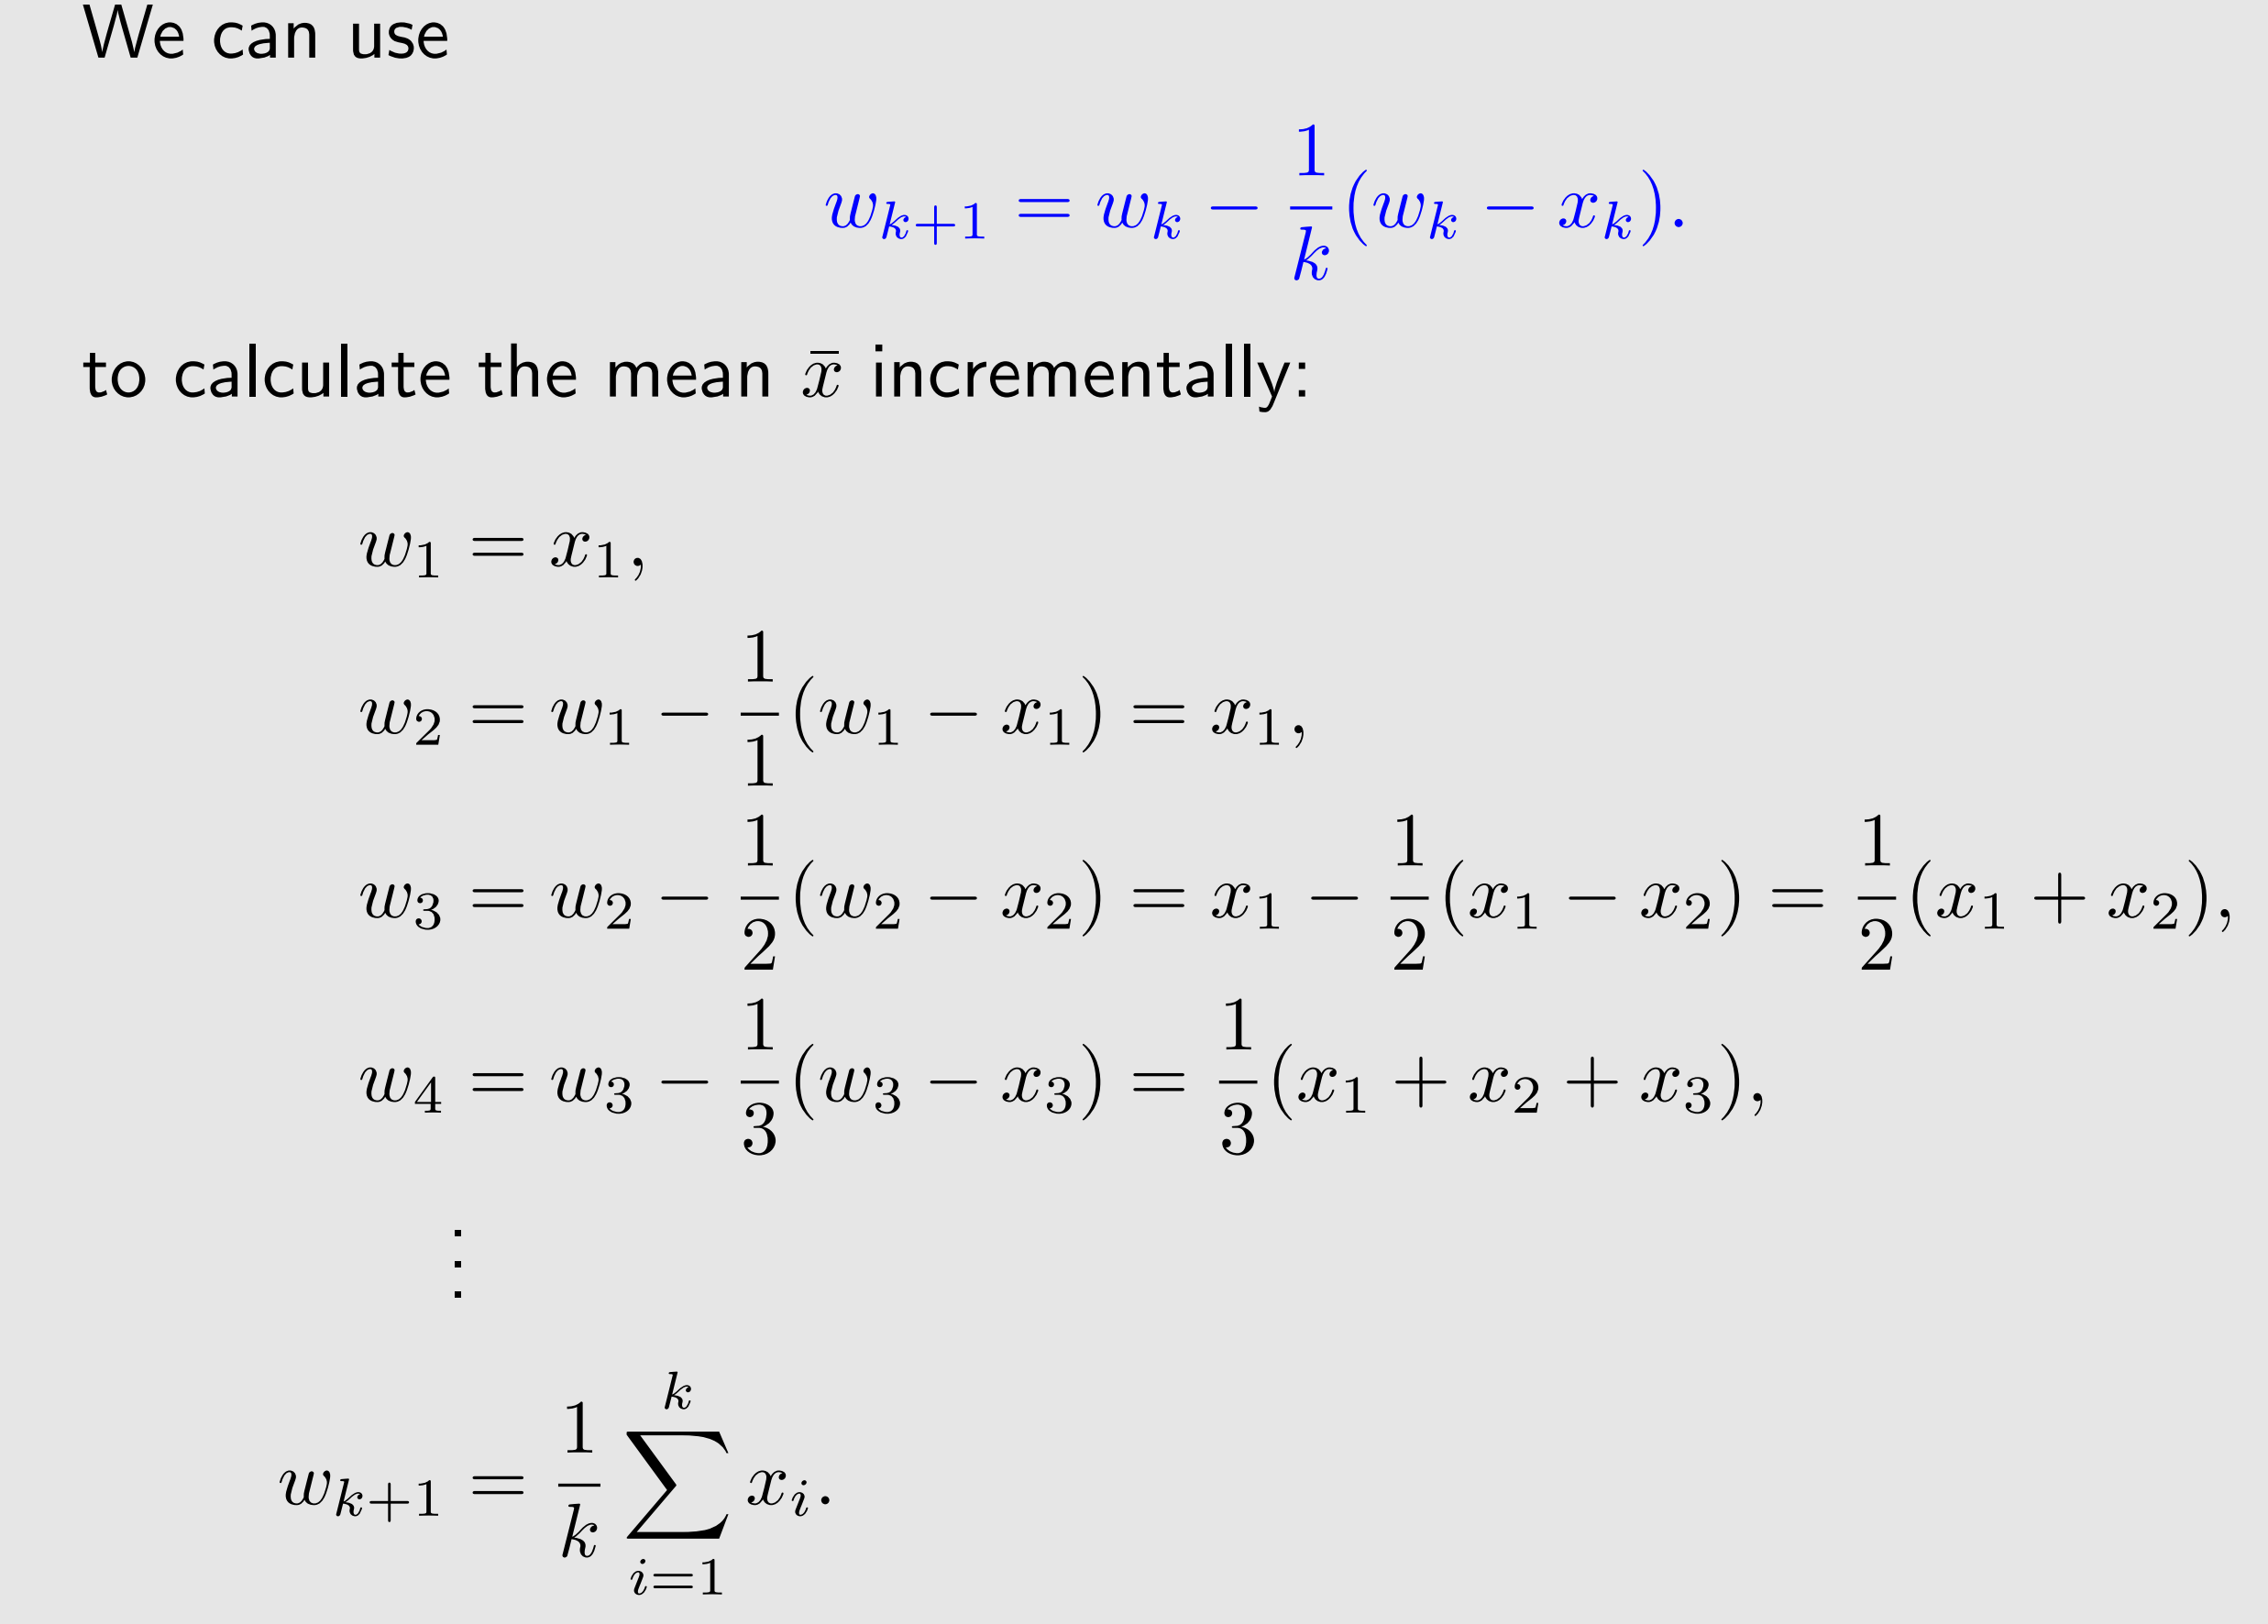 We can use
$w_{k+1} = w_k - \frac{1}{k}(w_k - x_k).$
to calculate the mean $\bar{x}$ incrementally:
$w_1 = x_1,$
$w_2 = w_1 - \frac{1}{1}(w_1 - x_1) = x_1,$
$w_3 = w_2 - \frac{1}{2}(w_2 - x_2) = x_1 - \frac{1}{2}(x_1 - x_2) = \frac{1}{2}(x_1 + x_2),$
$w_4 = w_3 - \frac{1}{3}(w_3 - x_3) = \frac{1}{3}(x_1 + x_2 + x_3),$
$\vdots$
$w_{k+1} = \frac{1}{k} \sum_{i=1}^{k} x_i.$